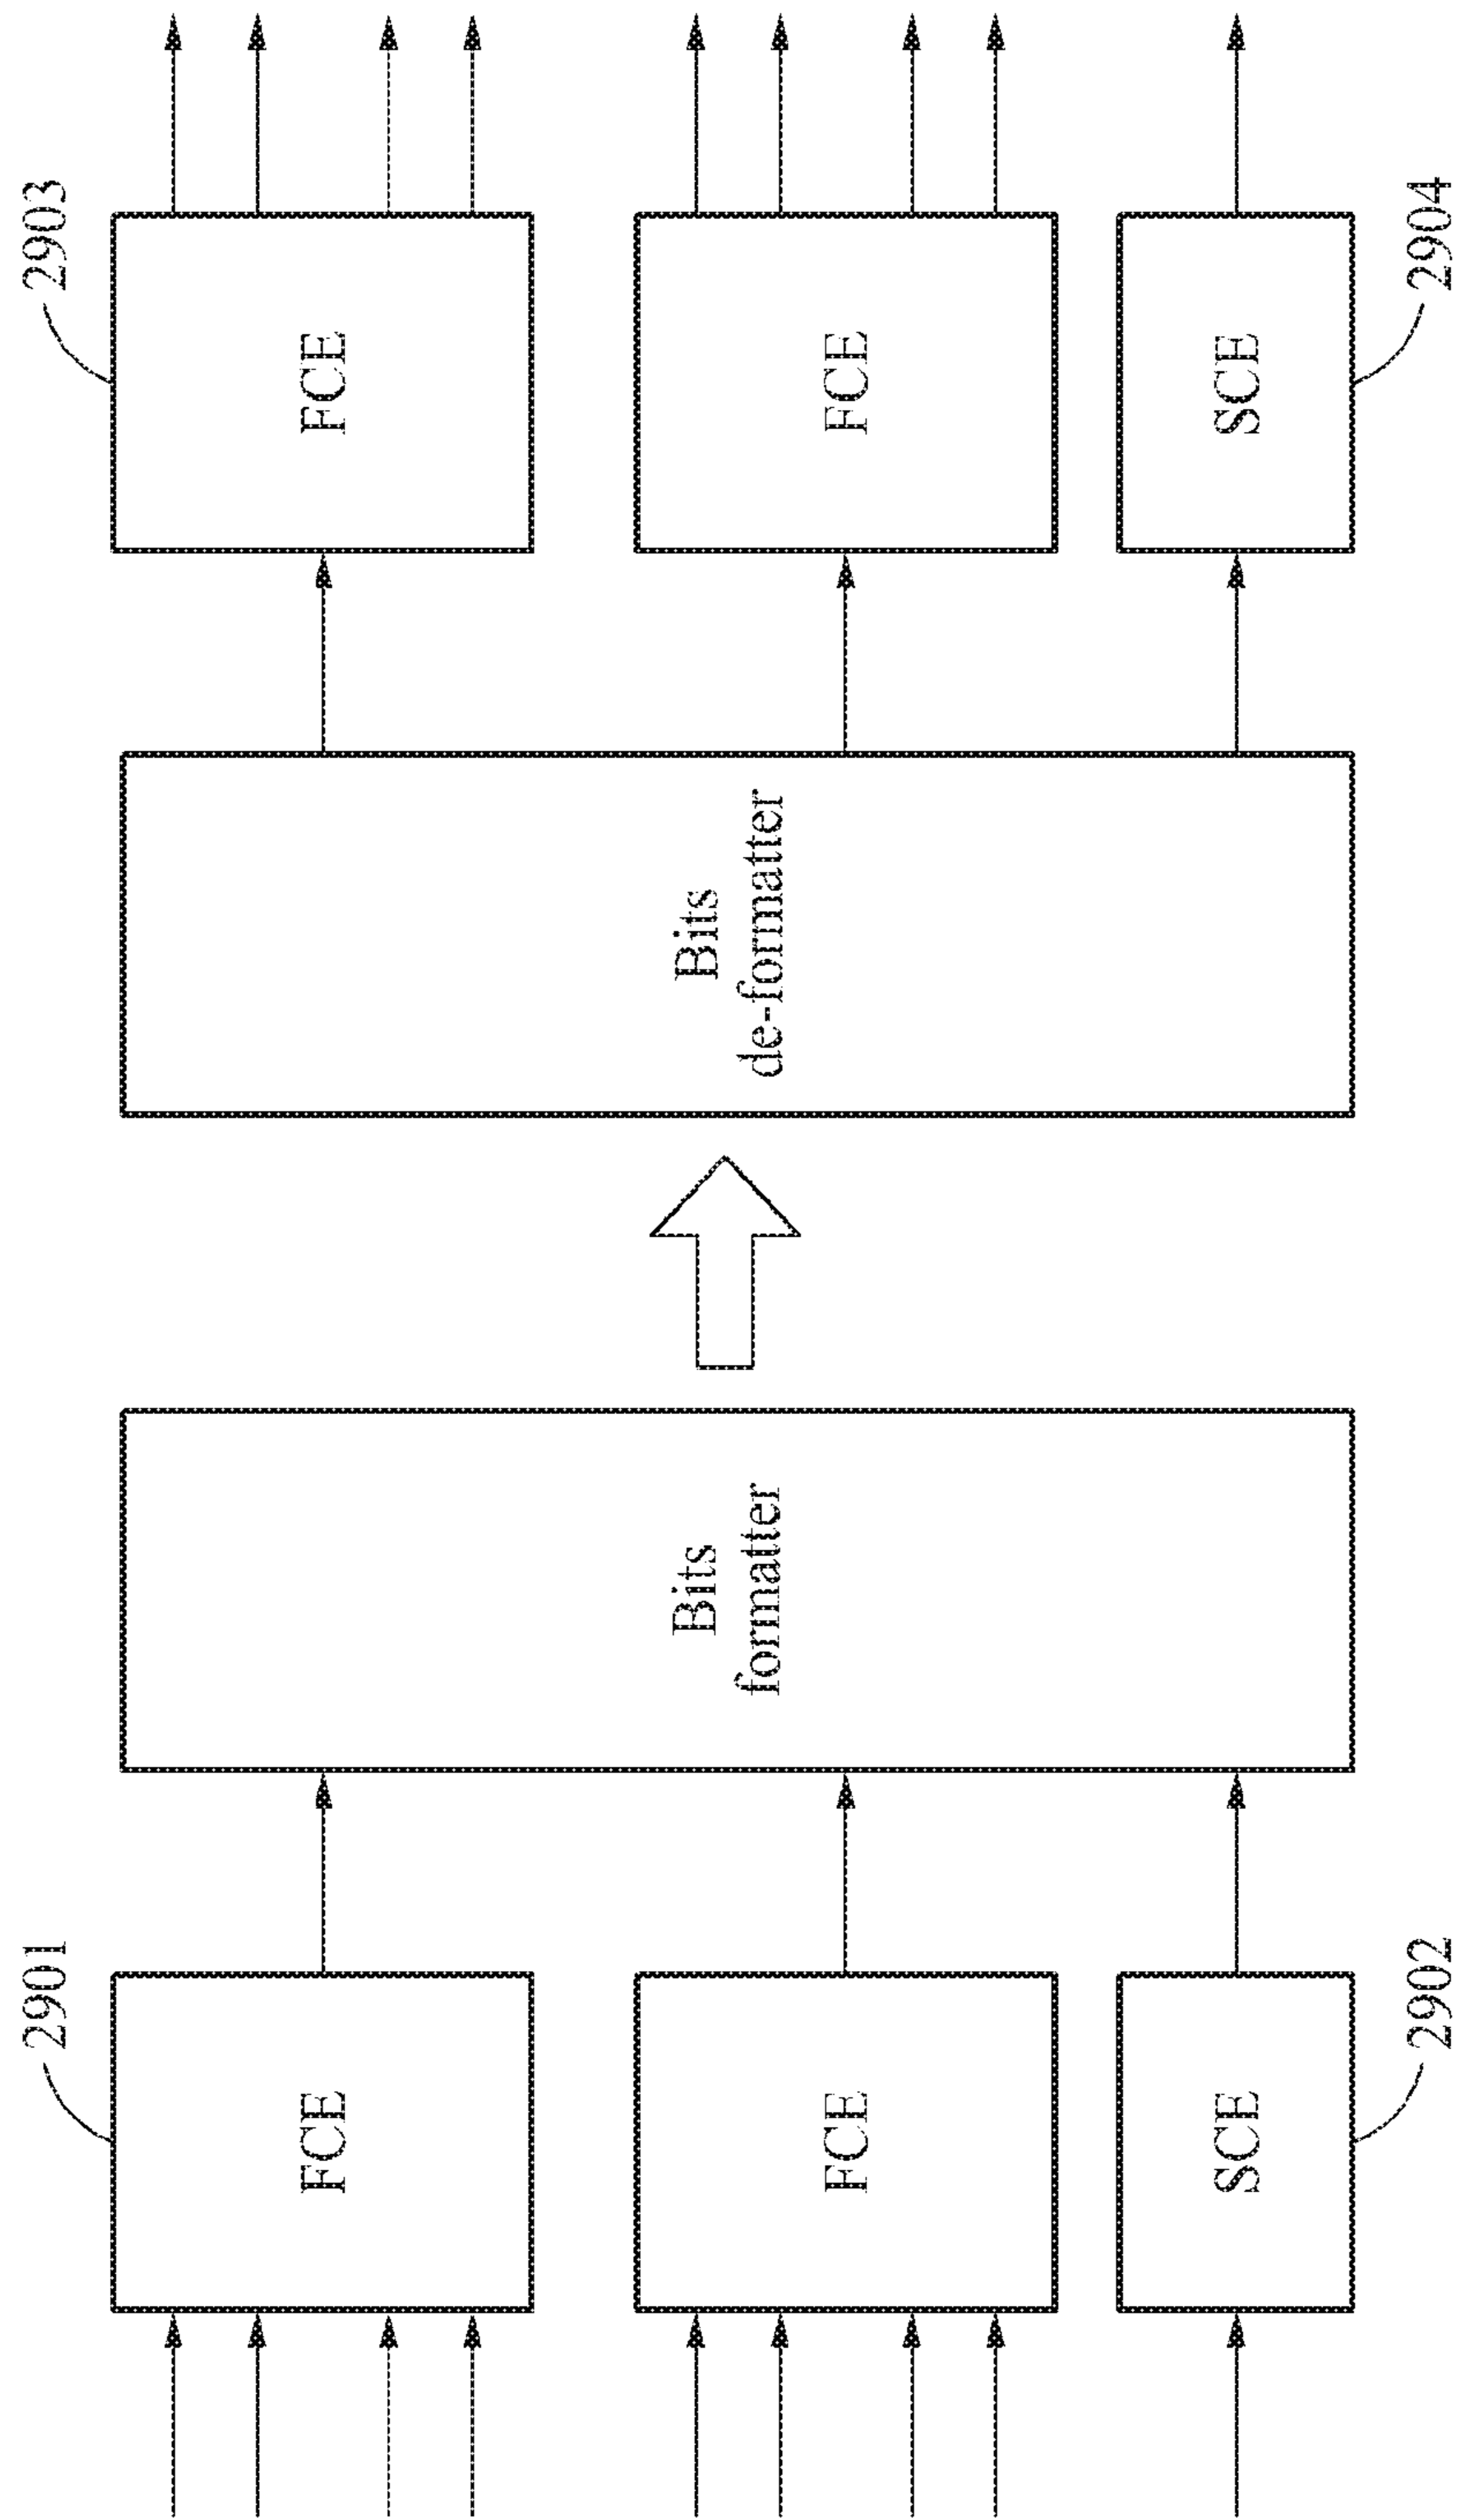 2901
FCE
FCE
SCE
2902
Bits
formatter
Bits
de-formatter
2903
FCE
FCE
SCE
2904